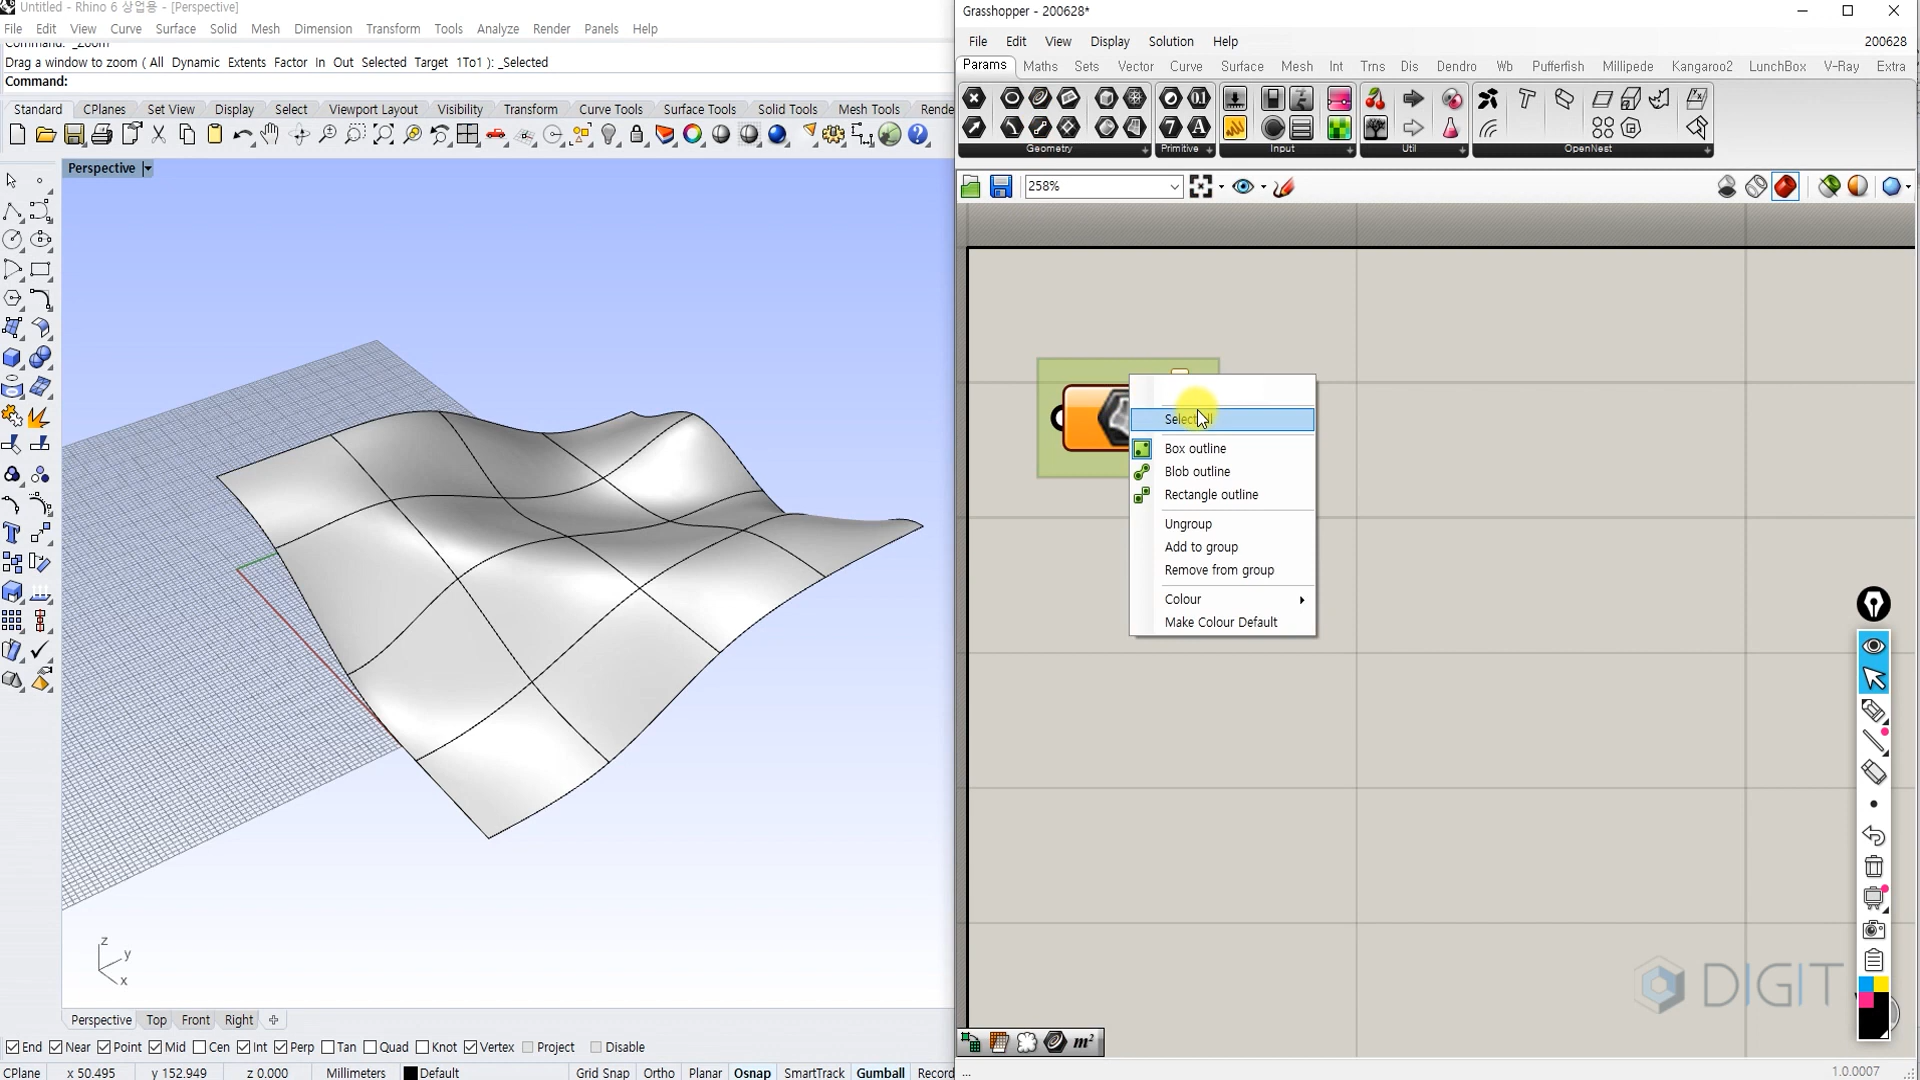 Untitled - Rhino 6 상업용 - [Perspective]
File Edit View Curve Surface Solid Mesh Dimension Transform Tools Analyze Render Panels Help
Command: _Zoom
Drag a window to zoom ( All Dynamic Extents Factor In Out Selected Target 1To1 ): _Selected
Command:
Standard CPlanes Set View Display Select Viewport Layout Visibility Transform Curve Tools Surface Tools Solid Tools Mesh Tools Rende
Perspective
z
y
x
Perspective Top Front Right
End Near Point Mid Cen Int Perp Tan Quad Knot Vertex Project Disable
CPlane x 50.495 y 152.949 z 0.000 Millimeters Default Grid Snap Ortho Planar Osnap SmartTrack Gumball Record
Grasshopper - 200628*
File Edit View Display Solution Help 200628
Params Maths Sets Vector Curve Surface Mesh Int Trns Dis Dendro Wb Pufferfish Millipede Kangaroo2 LunchBox V-Ray Extra
Geometry Primitive Input Util OpenNest
258%
Box outline
Blob outline
Rectangle outline
Ungroup
Add to group
Remove from group
Colour
Make Colour Default
DIGIT
m²
... 1.0.0007